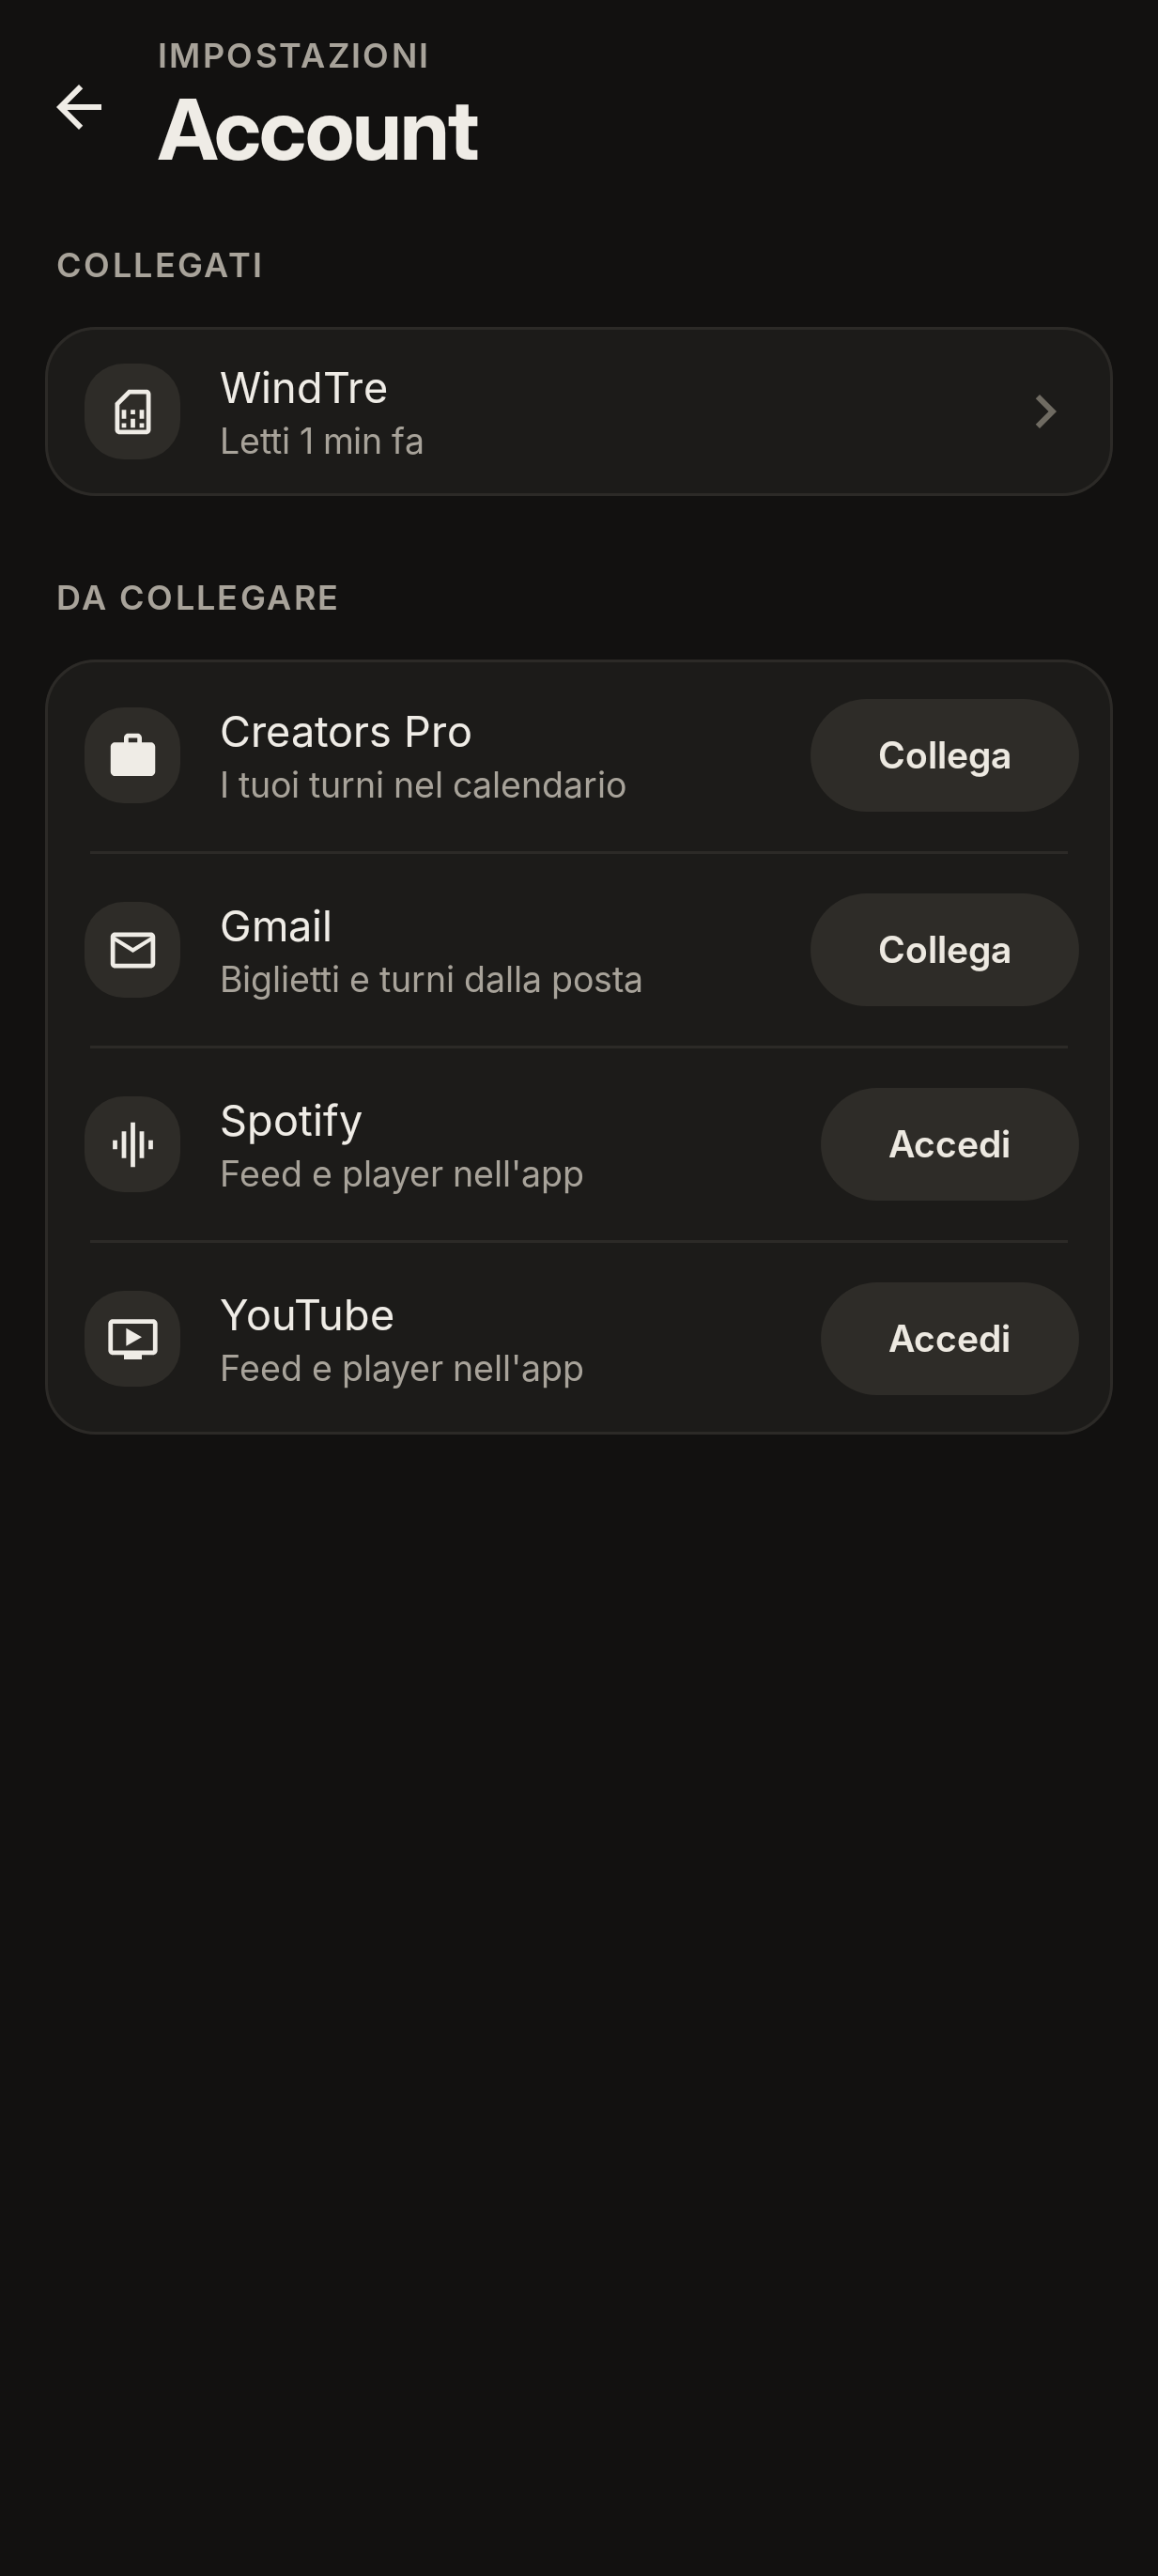 IMPOSTAZIONI
Account
COLLEGATI
WindTre
Letti 1 min fa
DA COLLEGARE
Creators Pro
I tuoi turni nel calendario
Collega
Gmail
Biglietti e turni dalla posta
Collega
Spotify
Feed e player nell'app
Accedi
YouTube
Feed e player nell'app
Accedi